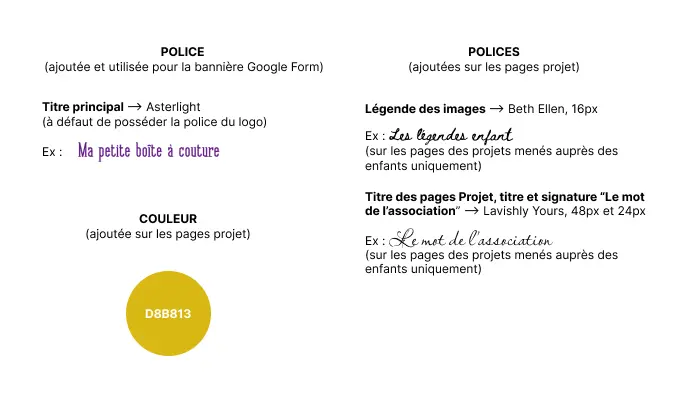 POLICE
(ajoutée et utilisée pour la bannière Google Form)
Titre principal → Asterlight
(à défaut de posséder la police du logo)
Ex : Ma petite boîte à couture
COULEUR
(ajoutée sur les pages projet)
D8B813
POLICES
(ajoutées sur les pages projet)
Légende des images → Beth Ellen, 16px
Ex : Les légendes enfant
(sur les pages des projets menés auprès des
enfants uniquement)
Titre des pages Projet, titre et signature “Le mot
de l’association” → Lavishly Yours, 48px et 24px
Ex : Le mot de l'association
(sur les pages des projets menés auprès des
enfants uniquement)